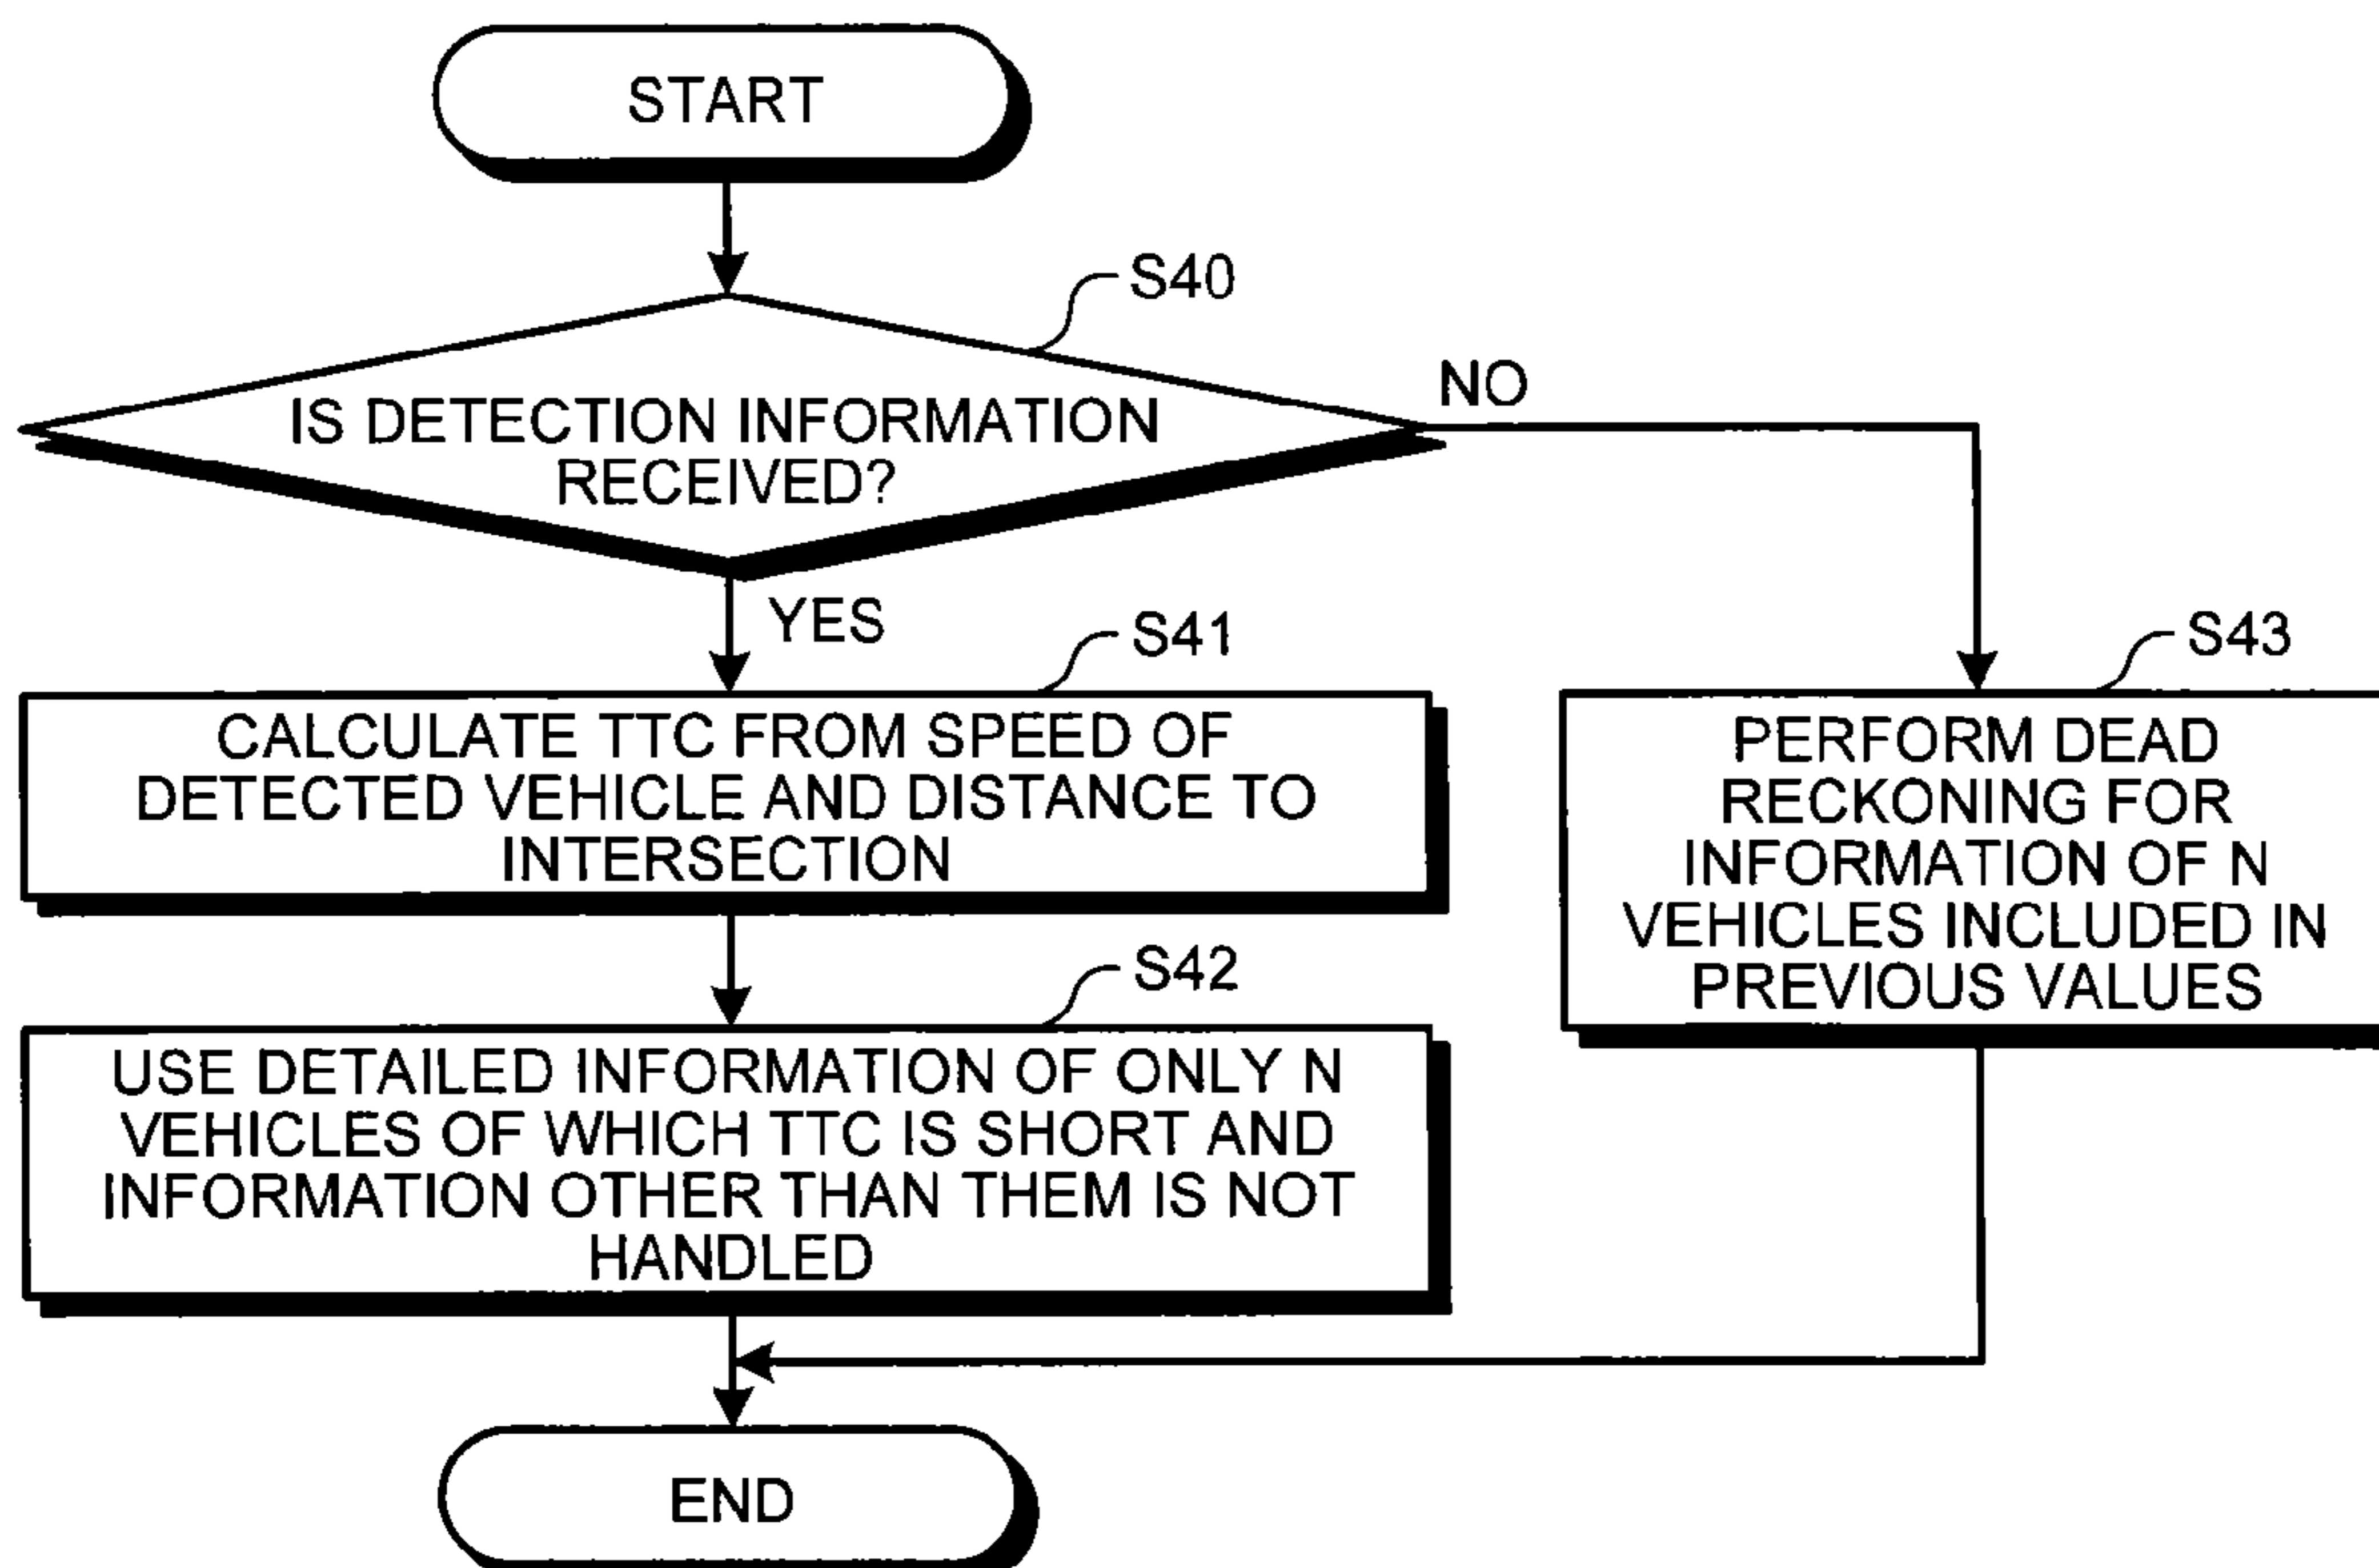 START
S40
IS DETECTION INFORMATION
RECEIVED?
NO
YES
S41
CALCULATE TTC FROM SPEED OF
DETECTED VEHICLE AND DISTANCE TO
INTERSECTION
S42
USE DETAILED INFORMATION OF ONLY N
VEHICLES OF WHICH TTC IS SHORT AND
INFORMATION OTHER THAN THEM IS NOT
HANDLED
S43
PERFORM DEAD
RECKONING FOR
INFORMATION OF N
VEHICLES INCLUDED IN
PREVIOUS VALUES
END